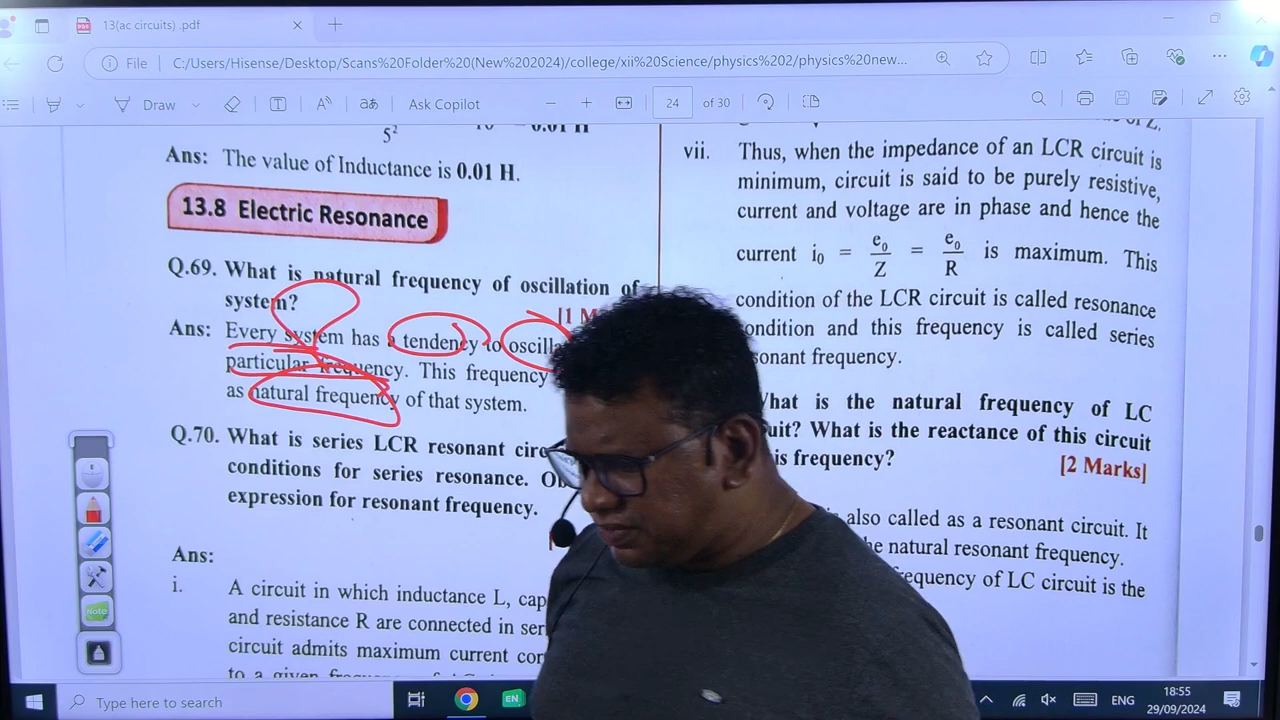 13(ac circuits) .pdf
File
C:/Users/Hisense/Desktop/Scans%20Folder%20(New%202024)/college/xii%20Science/physics%202/physics%20new...
Draw
Ask Copilot
24 of 30
5²
0.01 H
Ans: The value of Inductance is 0.01 H.
13.8 Electric Resonance
Q.69. What is natural frequency of oscillation of
system?
[1 M
Ans: Every system has a tendency to oscilla
particular frequency. This frequency
as natural frequency of that system.
Q.70. What is series LCR resonant circ
conditions for series resonance. O
expression for resonant frequency.
Ans:
i. A circuit in which inductance L, cap
and resistance R are connected in ser
circuit admits maximum current cor
to a given
of Z.
vii. Thus, when the impedance of an LCR circuit is
minimum, circuit is said to be purely resistive,
current and voltage are in phase and hence the
current i₀ = e₀/Z = e₀/R is maximum. This
condition of the LCR circuit is called resonance
ondition and this frequency is called series
sonant frequency.
hat is the natural frequency of LC
uit? What is the reactance of this circuit
is frequency?
[2 Marks]
also called as a resonant circuit. It
he natural resonant frequency.
equency of LC circuit is the
Note
Type here to search
EN
ENG
18:55
29/09/2024